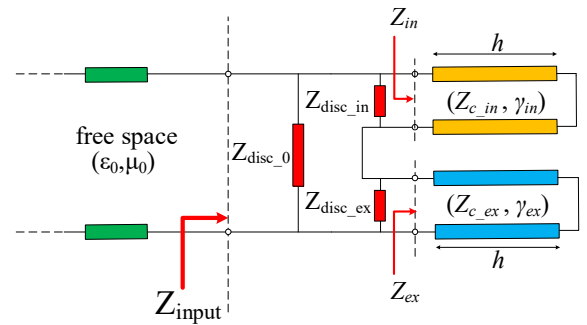 Z_in
h
Z_disc_in
(Z_c_in , γ_in)
free space
(ε₀,μ₀)
Z_disc_0
Z_disc_ex
(Z_c_ex , γ_ex)
Z_input
Z_ex
h